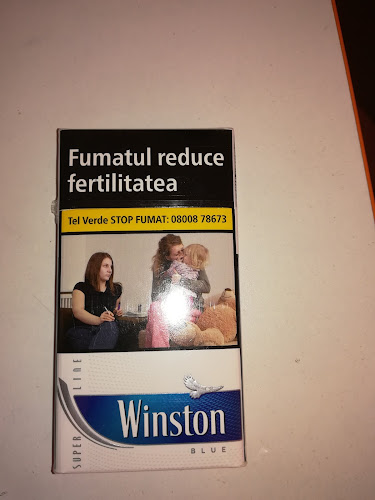 Fumatul reduce
fertilitatea
Tel Verde STOP FUMAT: 08008 78673
SUPER LINE
Winston
BLUE